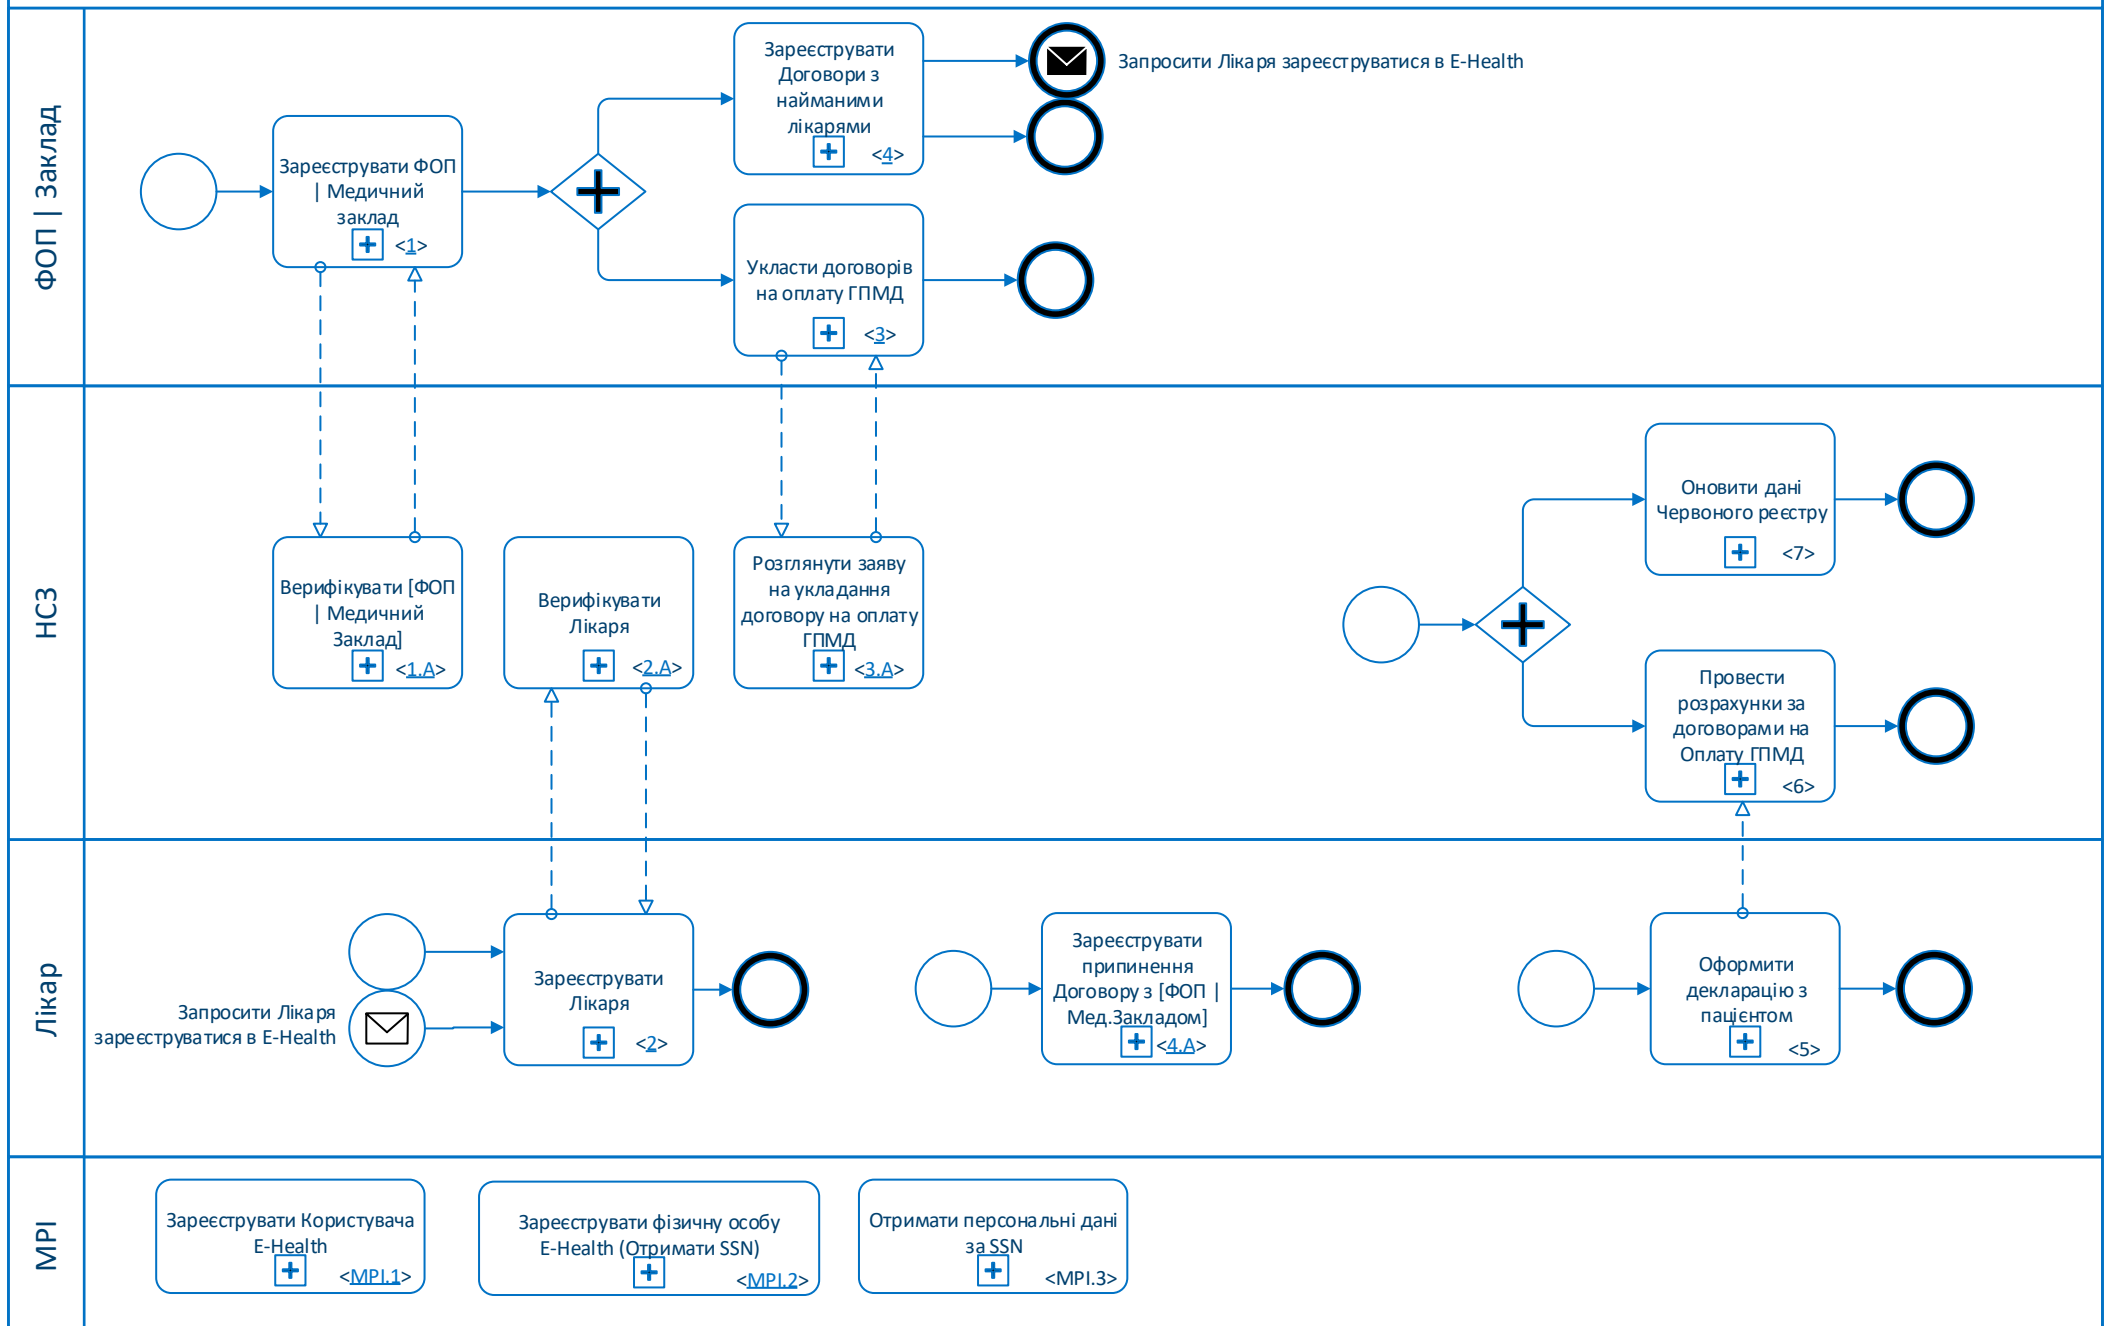 ФОП | Заклад
Зареєструвати ФОП
| Медичний
заклад
<1>
Зареєструвати
Договори з
найманими
лікарями
<4>
Запросити Лікаря зареєструватися в E-Health
Укласти договорів
на оплату ГПМД
<3>
НСЗ
Верифікувати [ФОП
| Медичний
Заклад]
<1.A>
Верифікувати
Лікаря
<2.A>
Розглянути заяву
на укладання
договору на оплату
ГПМД
<3.A>
Оновити дані
Червоного реєстру
<7>
Провести
розрахунки за
договорами на
Оплату ГПМД
<6>
Лікар
Запросити Лікаря
зареєструватися в E-Health
Зареєструвати
Лікаря
<2>
Зареєструвати
припинення
Договору з [ФОП |
Мед.Закладом]
<4.A>
Оформити
декларацію з
пацієнтом
<5>
MPI
Зареєструвати Користувача
E-Health
<MPI.1>
Зареєструвати фізичну особу
E-Health (Отримати SSN)
<MPI.2>
Отримати персональні дані
за SSN
<MPI.3>